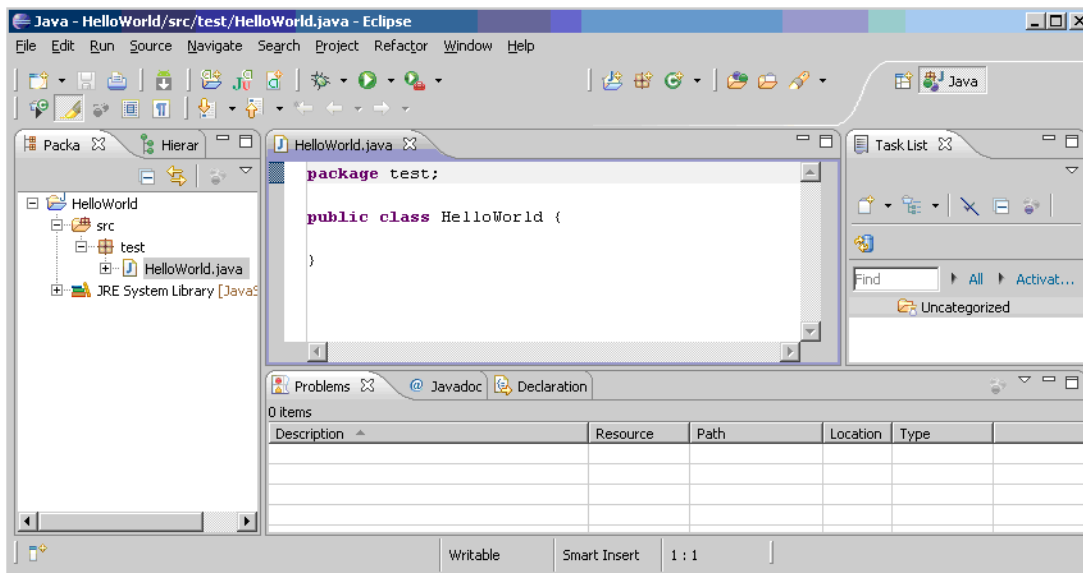 Java - HelloWorld/src/test/HelloWorld.java - Eclipse
File Edit Run Source Navigate Search Project Refactor Window Help
Java
Packa
Hierar
HelloWorld
src
test
HelloWorld.java
JRE System Library [JavaS
HelloWorld.java
package test;
public class HelloWorld {
}
Task List
Find All Activat...
Uncategorized
Problems @ Javadoc Declaration
0 items
Description Resource Path Location Type
Writable Smart Insert 1 : 1